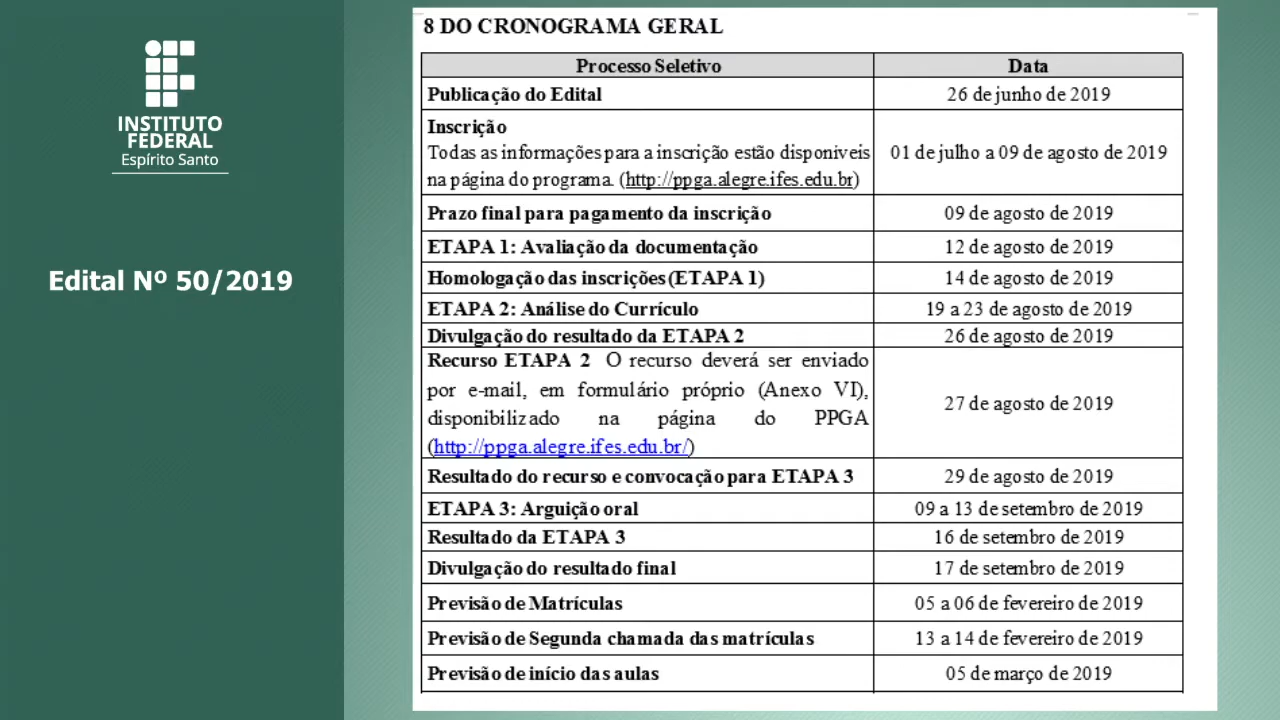 INSTITUTO
FEDERAL
Espírito Santo
Edital Nº 50/2019
8 DO CRONOGRAMA GERAL
Processo Seletivo Data
Publicação do Edital 26 de junho de 2019
Inscrição
Todas as informações para a inscrição estão disponiveis 01 de julho a 09 de agosto de 2019
na página do programa. (http://ppga.alegre.ifes.edu.br)
Prazo final para pagamento da inscrição 09 de agosto de 2019
ETAPA 1: Avaliação da documentação 12 de agosto de 2019
Homologação das inscrições (ETAPA 1) 14 de agosto de 2019
ETAPA 2: Análise do Currículo 19 a 23 de agosto de 2019
Divulgação do resultado da ETAPA 2 26 de agosto de 2019
Recurso ETAPA 2 O recurso deverá ser enviado
por e-mail, em formulário próprio (Anexo VI), 27 de agosto de 2019
disponibilizado na página do PPGA
(http://ppga.alegre.ifes.edu.br/)
Resultado do recurso e convocação para ETAPA 3 29 de agosto de 2019
ETAPA 3: Arguição oral 09 a 13 de setembro de 2019
Resultado da ETAPA 3 16 de setembro de 2019
Divulgação do resultado final 17 de setembro de 2019
Previsão de Matrículas 05 a 06 de fevereiro de 2019
Previsão de Segunda chamada das matrículas 13 a 14 de fevereiro de 2019
Previsão de início das aulas 05 de março de 2019